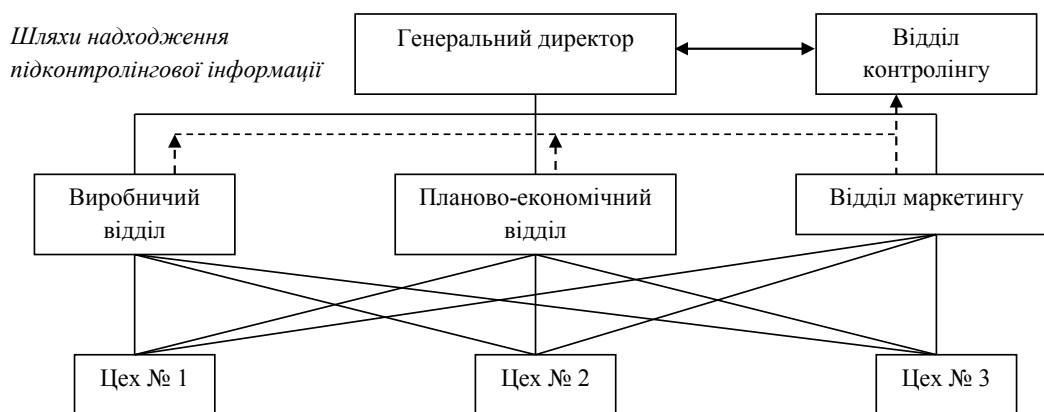 Шляхи надходження
підконтролінгової інформації
Генеральний директор
Відділ
контролінгу
Виробничий
відділ
Планово-економічний
відділ
Відділ маркетингу
Цех № 1
Цех № 2
Цех № 3